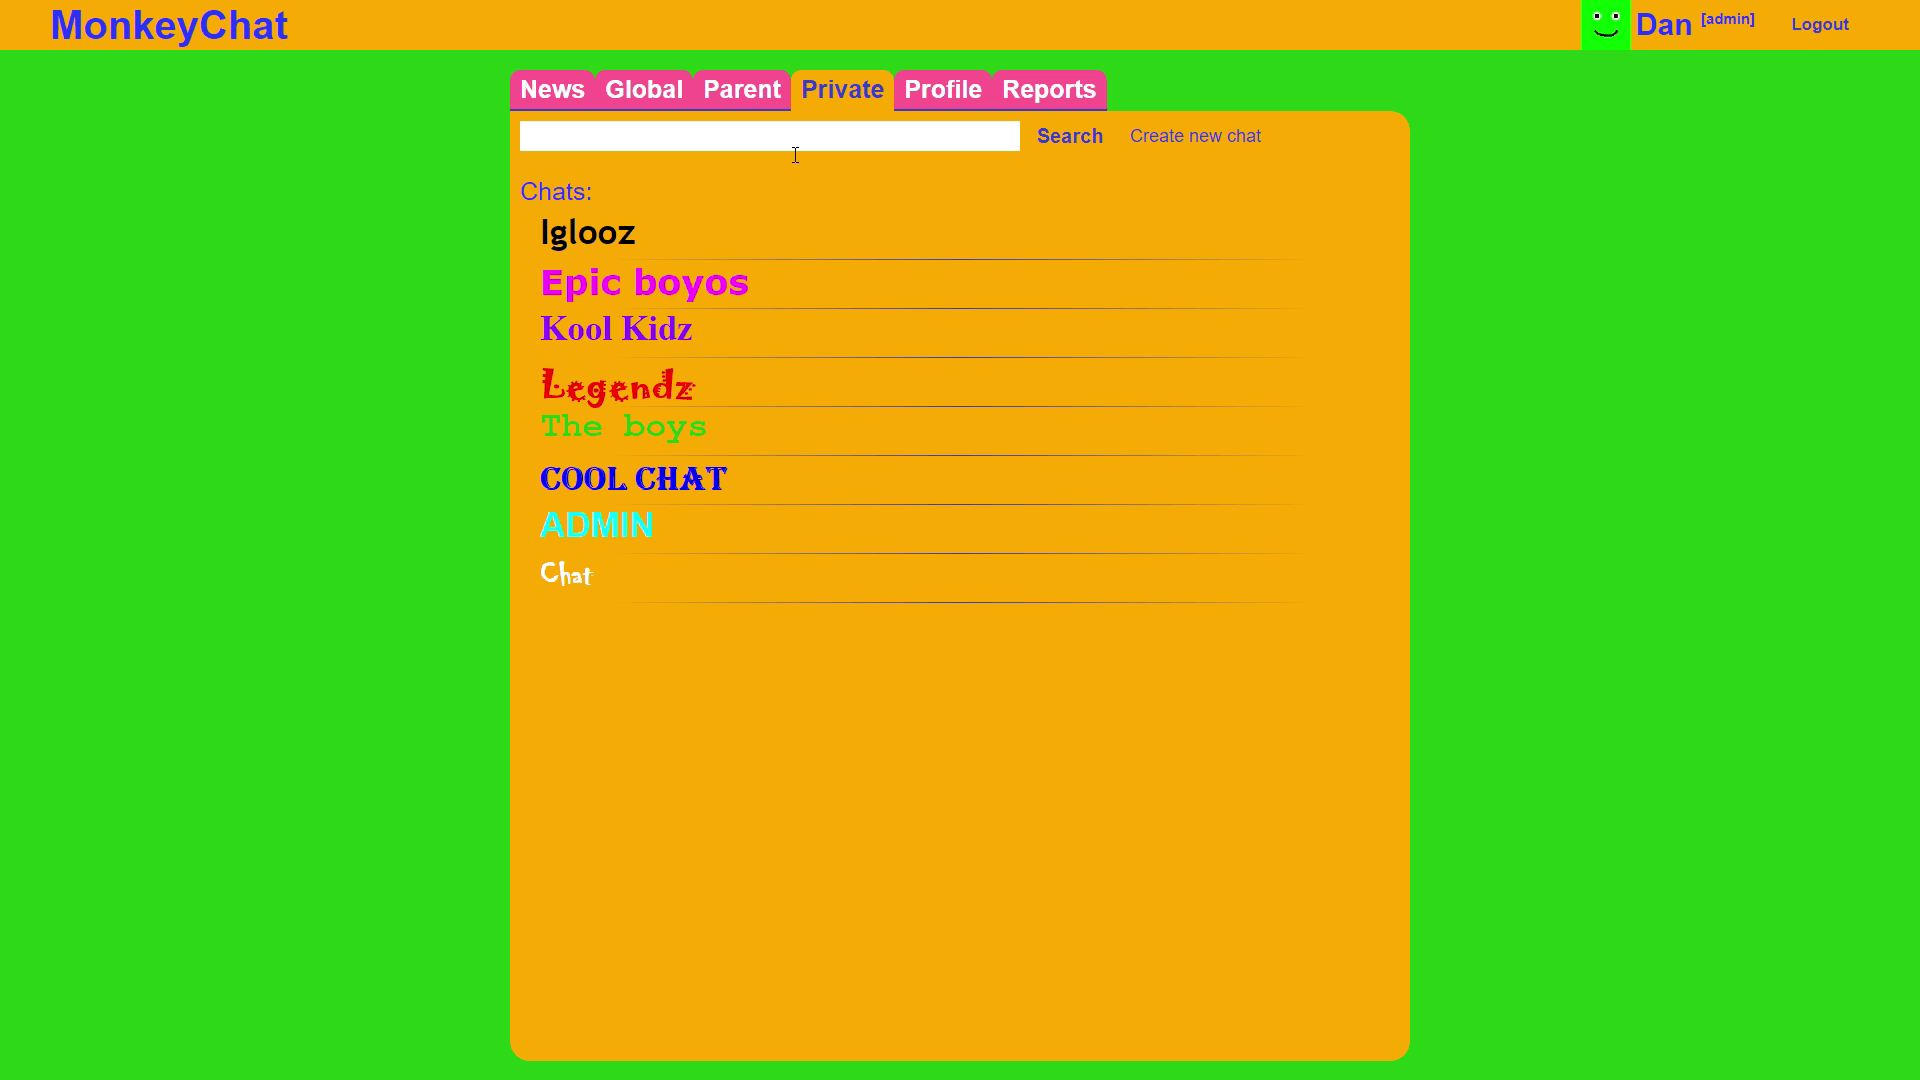 MonkeyChat
Dan [admin] Logout
News Global Parent Private Profile Reports
Search Create new chat
Chats:
Iglooz
Epic boyos
Kool Kidz
Legendz
The boys
COOL CHAT
ADMIN
Chat